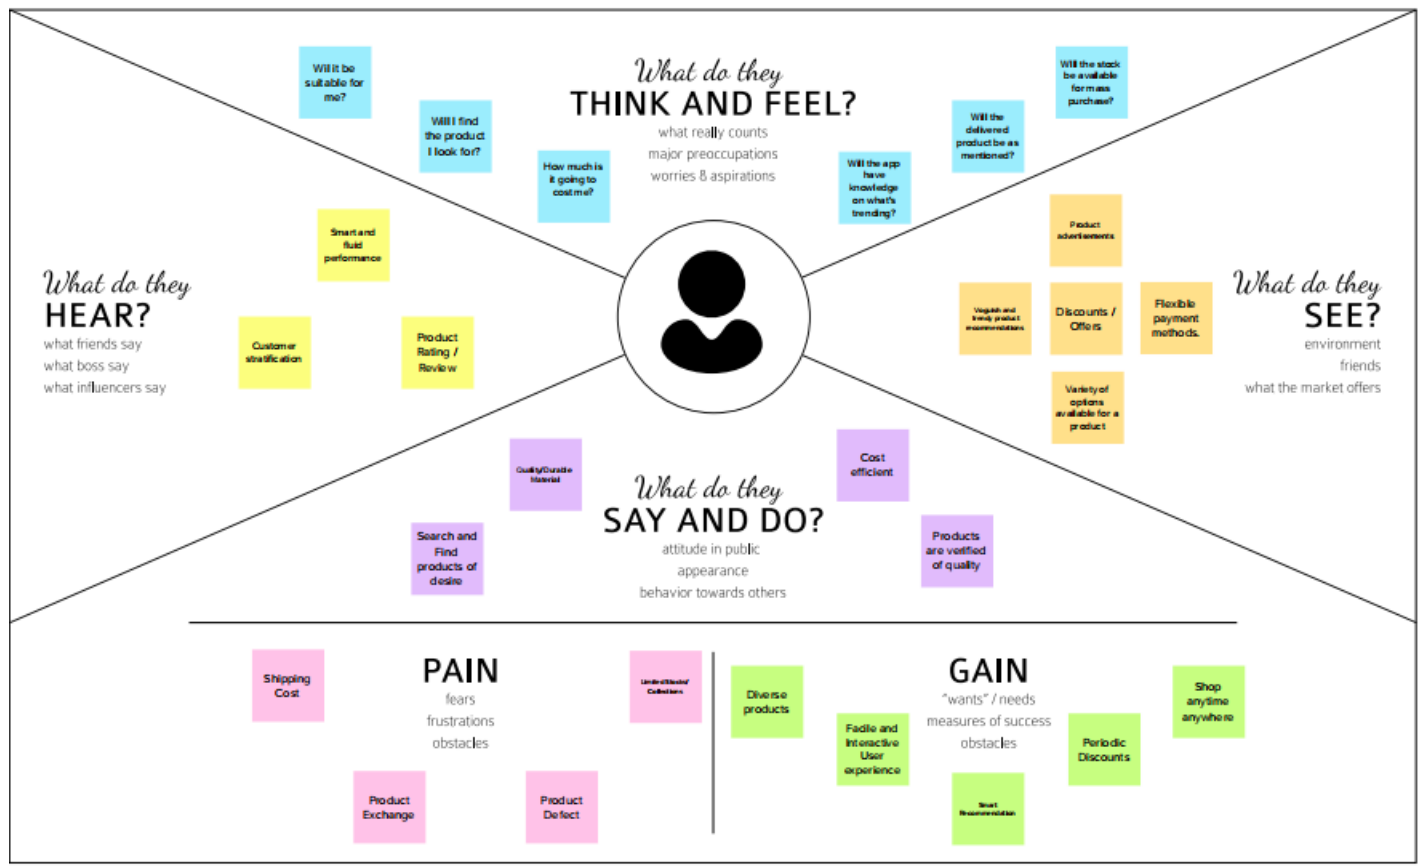 What do they
THINK AND FEEL?
what really counts
major preoccupations
worries & aspirations
Will it be
suitable for
me?
Will I find
the product
I look for?
How much is
it going to
cost me?
Will the app
have
knowledge
on what's
trending?
Will the
delivered
product be as
mentioned?
Will the stock
be available
for mass
purchase?
What do they
HEAR?
what friends say
what boss say
what influencers say
Smart and
fluid
performance
Customer
stratification
Product
Rating /
Review
What do they
SEE?
environment
friends
what the market offers
Product
advertisements
Voguish and
trendy product
recommendations
Discounts /
Offers
Flexible
payment
methods.
Variety of
options
available for a
product
What do they
SAY AND DO?
attitude in public
appearance
behavior towards others
Quality/Durable
Material
Search and
Find
products of
desire
Cost
efficient
Products
are verified
of quality
PAIN
fears
frustrations
obstacles
Shipping
Cost
Limited Stocks/
Collections
Product
Exchange
Product
Defect
GAIN
"wants" / needs
measures of success
obstacles
Diverse
products
Facile and
Interactive
User
experience
Smart
Recommendation
Periodic
Discounts
Shop
anytime
anywhere